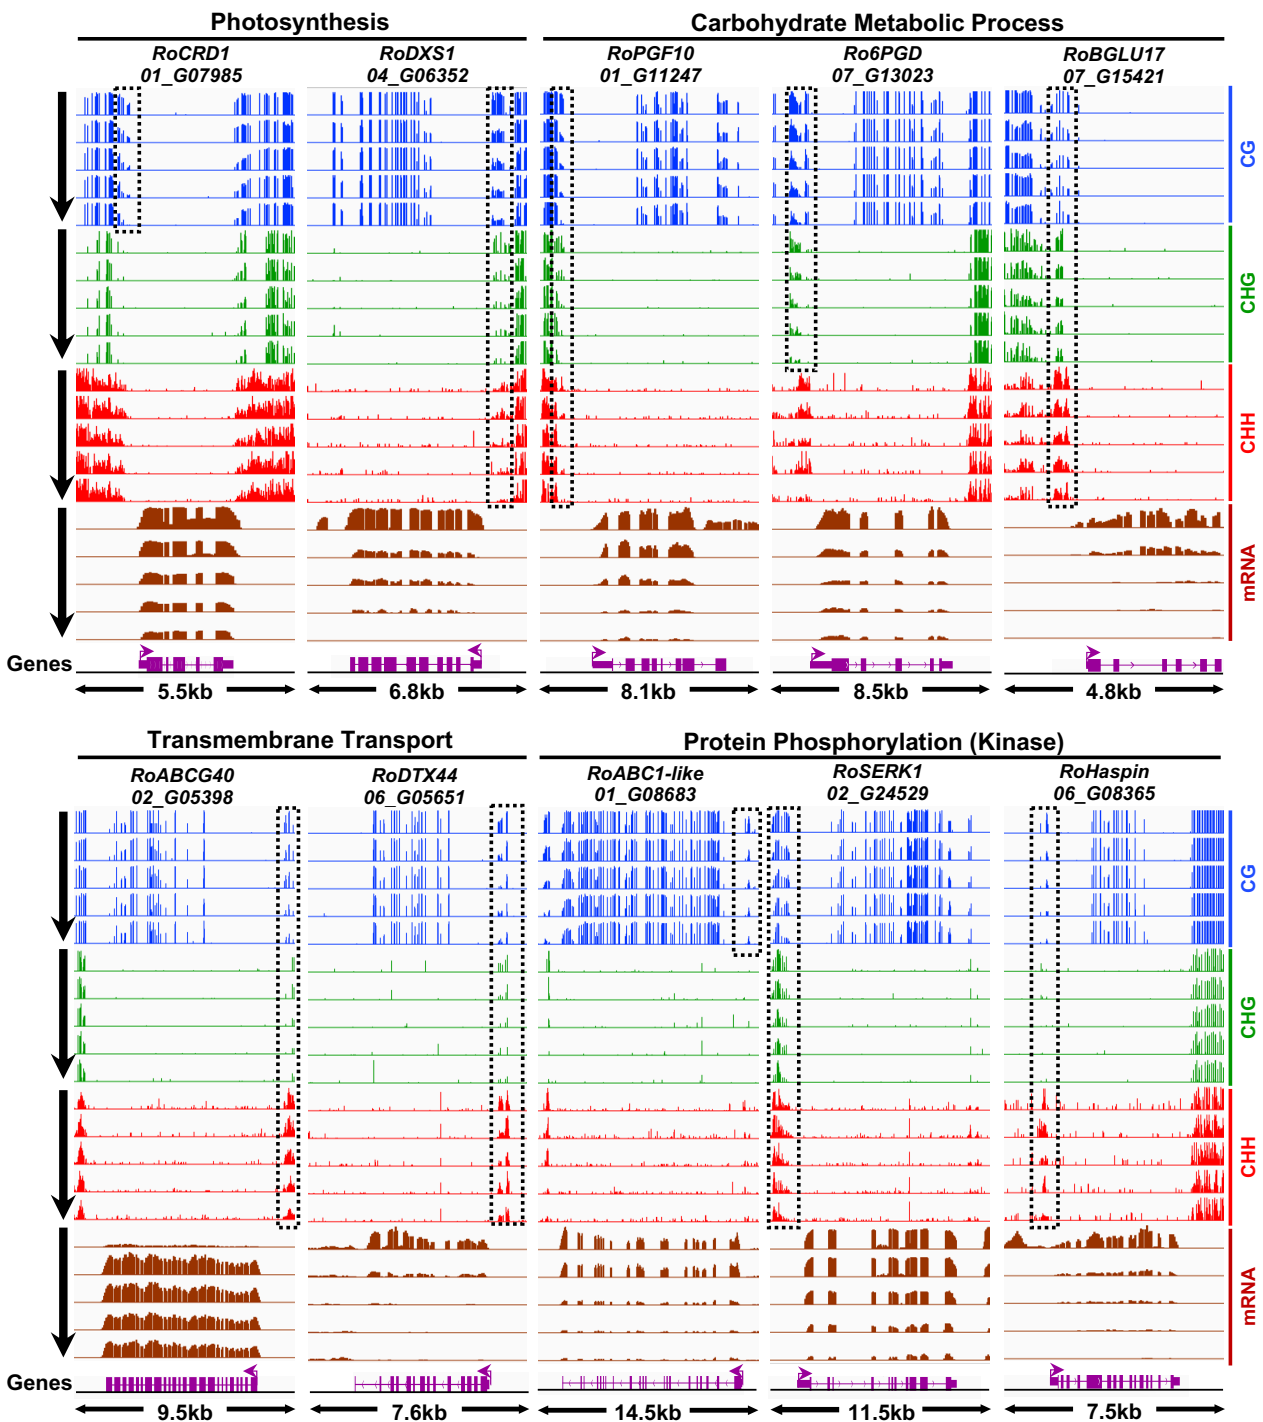 Photosynthesis
Carbohydrate Metabolic Process
RoCRD1
01_G07985
RoDXS1
04_G06352
RoPGF10
01_G11247
Ro6PGD
07_G13023
RoBGLU17
07_G15421
CG
CHG
CHH
mRNA
Genes
5.5kb
6.8kb
8.1kb
8.5kb
4.8kb
Transmembrane Transport
Protein Phosphorylation (Kinase)
RoABCG40
02_G05398
RoDTX44
06_G05651
RoABC1-like
01_G08683
RoSERK1
02_G24529
RoHaspin
06_G08365
CG
CHG
CHH
mRNA
Genes
9.5kb
7.6kb
14.5kb
11.5kb
7.5kb